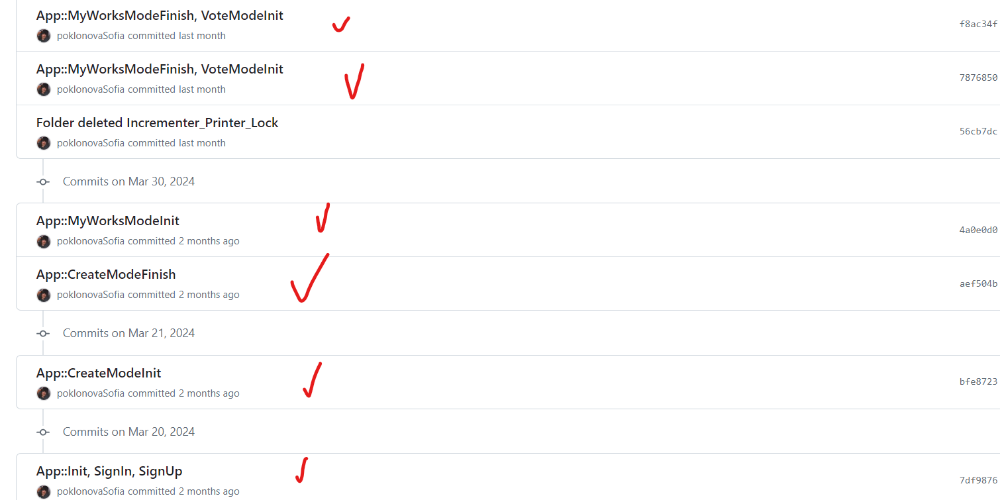 App::MyWorksModeFinish, VoteModeInit
poklonovaSofia committed last month
f8ac34f
App::MyWorksModeFinish, VoteModeInit
poklonovaSofia committed last month
7876850
Folder deleted Incrementer_Printer_Lock
poklonovaSofia committed last month
56cb7dc
Commits on Mar 30, 2024
App::MyWorksModeInit
poklonovaSofia committed 2 months ago
4a0e0d0
App::CreateModeFinish
poklonovaSofia committed 2 months ago
aef504b
Commits on Mar 21, 2024
App::CreateModeInit
poklonovaSofia committed 2 months ago
bfe8723
Commits on Mar 20, 2024
App::Init, SignIn, SignUp
poklonovaSofia committed 2 months ago
7df9876